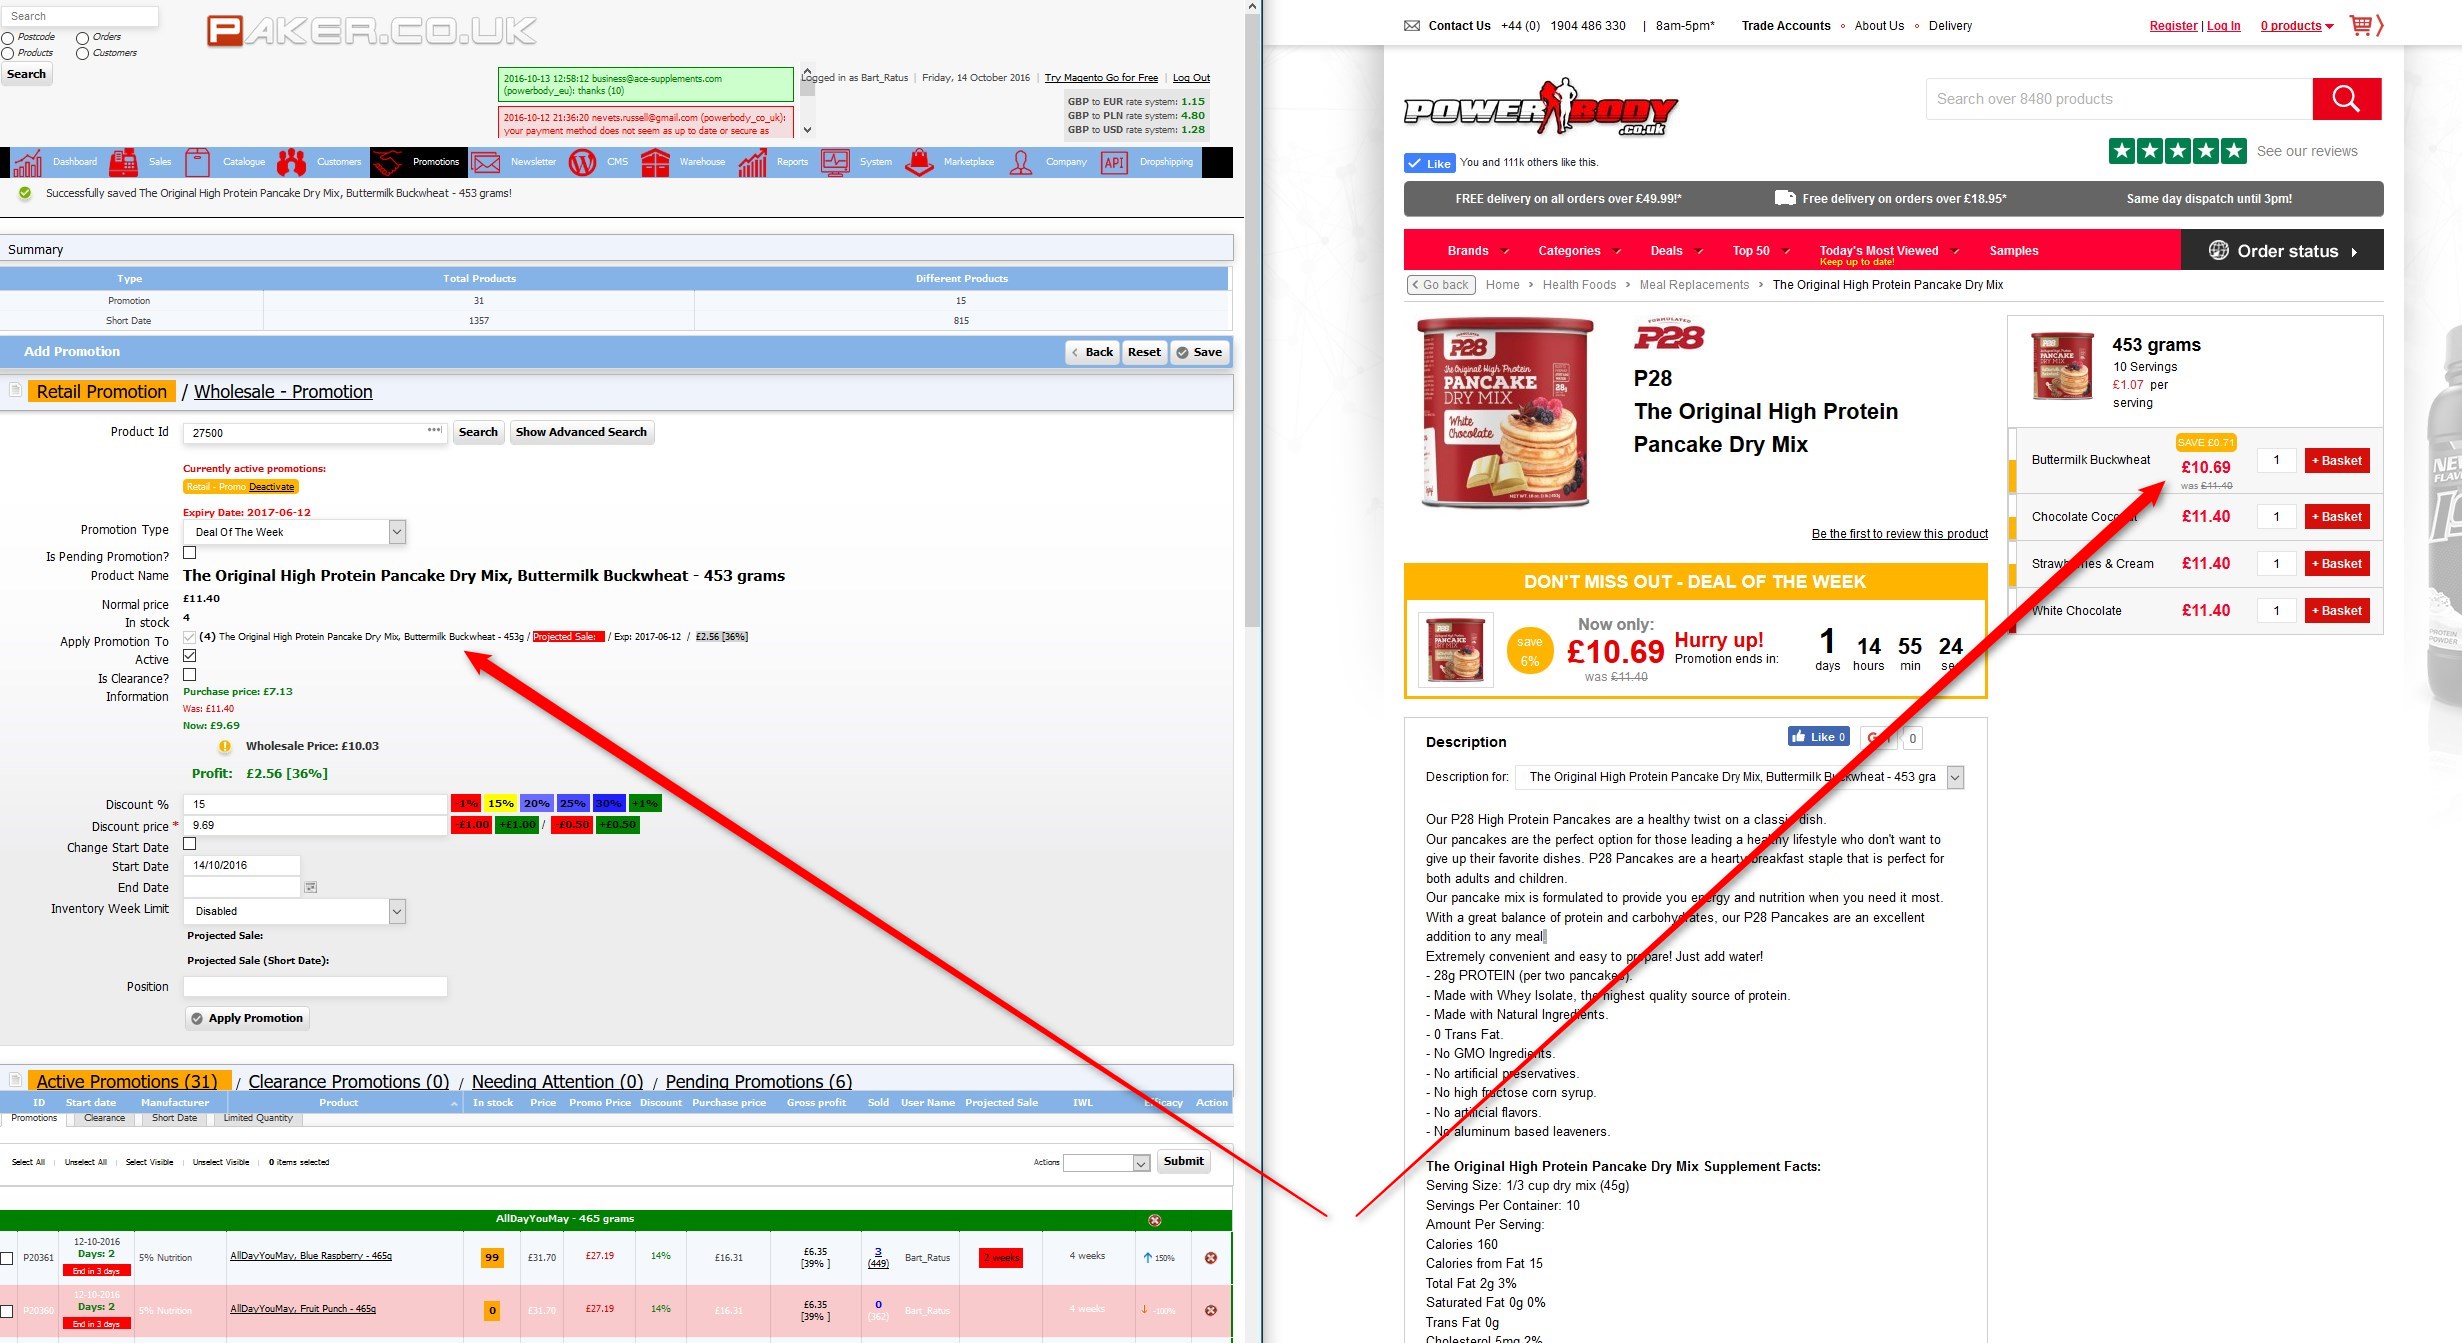 Search
Postcode Orders
Products Customers
Search
PAKER.CO.UK
2016-10-13 12:58:12 business@ace-supplements.com
(powerbody_eu): thanks (10)
2016-10-12 21:36:20 nevets.russell@gmail.com (powerbody_co_uk):
your payment method does not seem as up to date or secure as
Logged in as Bart_Ratus | Friday, 14 October 2016 | Try Magento Go for Free | Log Out
GBP to EUR rate system: 1.15
GBP to PLN rate system: 4.80
GBP to USD rate system: 1.28
Dashboard Sales Catalogue Customers Promotions Newsletter CMS Warehouse Reports System Marketplace Company API Dropshipping
Successfully saved The Original High Protein Pancake Dry Mix, Buttermilk Buckwheat - 453 grams!
Summary
Type Total Products Different Products
Promotion 31 15
Short Date 1357 815
Add Promotion Back Reset Save
Retail Promotion / Wholesale - Promotion
Product Id 27500 Search Show Advanced Search
Currently active promotions:
Retail - Promo Deactivate
Expiry Date: 2017-06-12
Promotion Type Deal Of The Week
Is Pending Promotion?
Product Name The Original High Protein Pancake Dry Mix, Buttermilk Buckwheat - 453 grams
Normal price £11.40
In stock 4
Apply Promotion To (4) The Original High Protein Pancake Dry Mix, Buttermilk Buckwheat - 453g / Projected Sale: / Exp: 2017-06-12 / £2.56 [36%]
Active
Is Clearance?
Information Purchase price: £7.13
Was: £11.40
Now: £9.69
Wholesale Price: £10.03
Profit: £2.56 [36%]
Discount % 15 -1% 15% 20% 25% 30% +1%
Discount price * 9.69 -£1.00 +£1.00 / -£0.50 +£0.50
Change Start Date
Start Date 14/10/2016
End Date
Inventory Week Limit Disabled
Projected Sale:
Projected Sale (Short Date):
Position
Apply Promotion
Active Promotions (31) / Clearance Promotions (0) / Needing Attention (0) / Pending Promotions (6)
ID Start date Manufacturer Product In stock Price Promo Price Discount Purchase price Gross profit Sold User Name Projected Sale IWL Efficacy Action
Promotions Clearance Short Date Limited Quantity
Select All | Unselect All | Select Visible | Unselect Visible | 0 items selected Actions Submit
AllDayYouMay - 465 grams
P20361 12-10-2016 Days: 2 End in 3 days 5% Nutrition AllDayYouMay, Blue Raspberry - 465g 99 £31.70 £27.19 14% £16.31 £6.35 [39% ] 3 (449) Bart_Ratus 2 weeks 4 weeks 150%
P20360 12-10-2016 Days: 2 End in 3 days 5% Nutrition AllDayYouMay, Fruit Punch - 465g 0 £31.70 £27.19 14% £16.31 £6.35 [39% ] 0 (362) Bart_Ratus 4 weeks -100%
Contact Us +44 (0) 1904 486 330 | 8am-5pm* Trade Accounts About Us Delivery Register | Log In 0 products
POWERBODY
.co.uk
Search over 8480 products
Like You and 111k others like this.
See our reviews
FREE delivery on all orders over £49.99!* Free delivery on orders over £18.95* Same day dispatch until 3pm!
Brands Categories Deals Top 50 Today's Most Viewed Samples Order status
Keep up to date!
Go back Home › Health Foods › Meal Replacements › The Original High Protein Pancake Dry Mix
P28
The Original High Protein
PANCAKE
DRY MIX
White
Chocolate
FORMULATED
P28
P28
The Original High Protein
Pancake Dry Mix
Be the first to review this product
453 grams
10 Servings
£1.07 per
serving
SAVE £0.71
Buttermilk Buckwheat £10.69 1 + Basket
was £11.40
Chocolate Coconut £11.40 1 + Basket
Strawberries & Cream £11.40 1 + Basket
White Chocolate £11.40 1 + Basket
DON'T MISS OUT - DEAL OF THE WEEK
save
6%
Now only:
£10.69
was £11.40
Hurry up!
Promotion ends in:
1 14 55 24
days hours min sec
Description Like 0 G+1 0
Description for: The Original High Protein Pancake Dry Mix, Buttermilk Buckwheat - 453 gra
Our P28 High Protein Pancakes are a healthy twist on a classic dish.
Our pancakes are the perfect option for those leading a healthy lifestyle who don't want to
give up their favorite dishes. P28 Pancakes are a hearty breakfast staple that is perfect for
both adults and children.
Our pancake mix is formulated to provide you energy and nutrition when you need it most.
With a great balance of protein and carbohydrates, our P28 Pancakes are an excellent
addition to any meal
Extremely convenient and easy to prepare! Just add water!
- 28g PROTEIN (per two pancakes).
- Made with Whey Isolate, the highest quality source of protein.
- Made with Natural Ingredients.
- 0 Trans Fat.
- No GMO Ingredients.
- No artificial preservatives.
- No high fructose corn syrup.
- No artificial flavors.
- No aluminum based leaveners.
The Original High Protein Pancake Dry Mix Supplement Facts:
Serving Size: 1/3 cup dry mix (45g)
Servings Per Container: 10
Amount Per Serving:
Calories 160
Calories from Fat 15
Total Fat 2g 3%
Saturated Fat 0g 0%
Trans Fat 0g
Cholesterol 5mg 2%